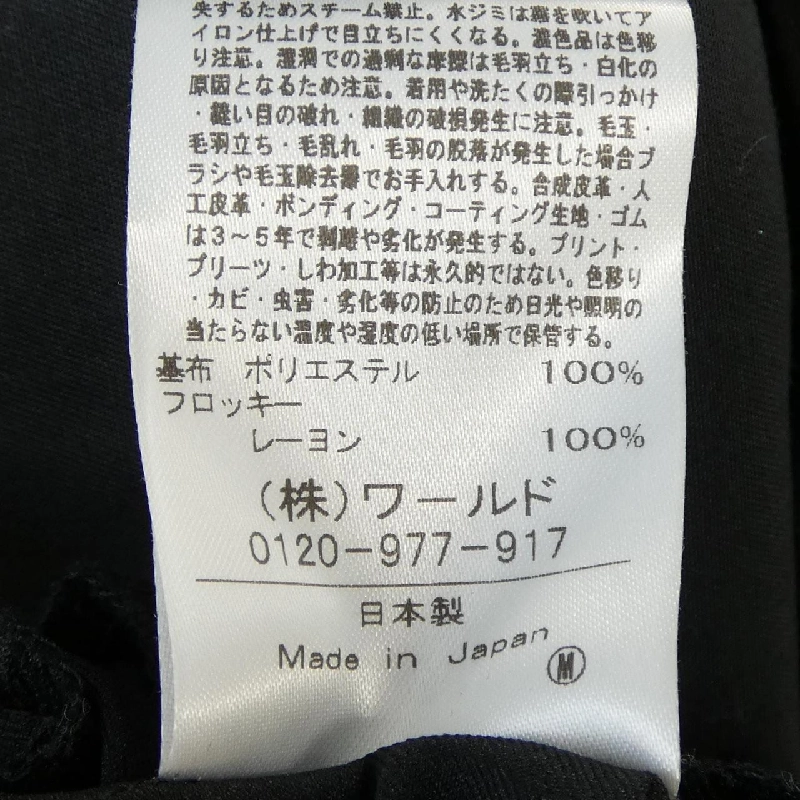 失するためスチーム禁止。水ジミは霧を吹いてア
イロン仕上げで目立ちにくくなる。濃色品は色移
り注意。湿潤での過剰な摩擦は毛羽立ち・白化の
原因となるため注意。着用や洗たくの際引っかけ
・縫い目の破れ・組織の破損発生に注意。毛玉・
毛羽立ち・毛乱れ・毛羽の脱落が発生した場合ブ
ラシや毛玉除去器でお手入れする。合成皮革・人
工皮革・ボンディング・コーティング生地・ゴム
は3～5年で剥離や劣化が発生する。プリント・
プリーツ・しわ加工等は永久的ではない。色移り
・カビ・虫害・劣化等の防止のため日光や照明の
当たらない温度や湿度の低い場所で保管する。
基布 ポリエステル 100%
フロッキー
レーヨン 100%
(株)ワールド
0120-977-917
日本製
Made in Japan Ⓜ